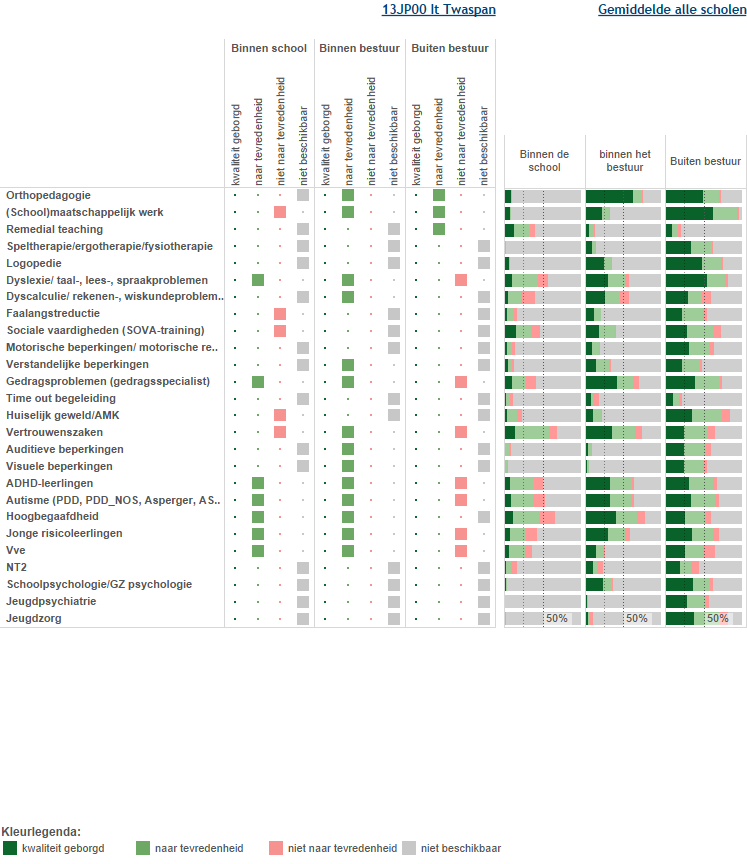 13JP00 It Twaspan Gemiddelde alle scholen
Binnen school Binnen bestuur Buiten bestuur
kwaliteit geborgd
naar tevredenheid
niet naar tevredenheid
niet beschikbaar
kwaliteit geborgd
naar tevredenheid
niet naar tevredenheid
niet beschikbaar
kwaliteit geborgd
naar tevredenheid
niet naar tevredenheid
niet beschikbaar
Binnen de school
binnen het bestuur
Buiten bestuur
Orthopedagogie
(School)maatschappelijk werk
Remedial teaching
Speltherapie/ergotherapie/fysiotherapie
Logopedie
Dyslexie/ taal-, lees-, spraakproblemen
Dyscalculie/ rekenen-, wiskundeproblem..
Faalangstreductie
Sociale vaardigheden (SOVA-training)
Motorische beperkingen/ motorische re..
Verstandelijke beperkingen
Gedragsproblemen (gedragsspecialist)
Time out begeleiding
Huiselijk geweld/AMK
Vertrouwenszaken
Auditieve beperkingen
Visuele beperkingen
ADHD-leerlingen
Autisme (PDD, PDD_NOS, Asperger, AS..
Hoogbegaafdheid
Jonge risicoleerlingen
Vve
NT2
Schoolpsychologie/GZ psychologie
Jeugdpsychiatrie
Jeugdzorg 50% 50% 50%
Kleurlegenda:
kwaliteit geborgd naar tevredenheid niet naar tevredenheid niet beschikbaar